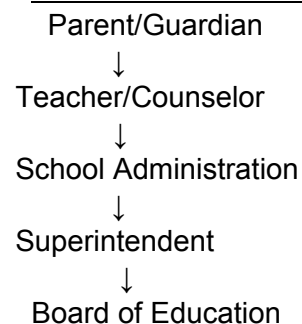 Parent/Guardian
↓
Teacher/Counselor
↓
School Administration
↓
Superintendent
↓
Board of Education